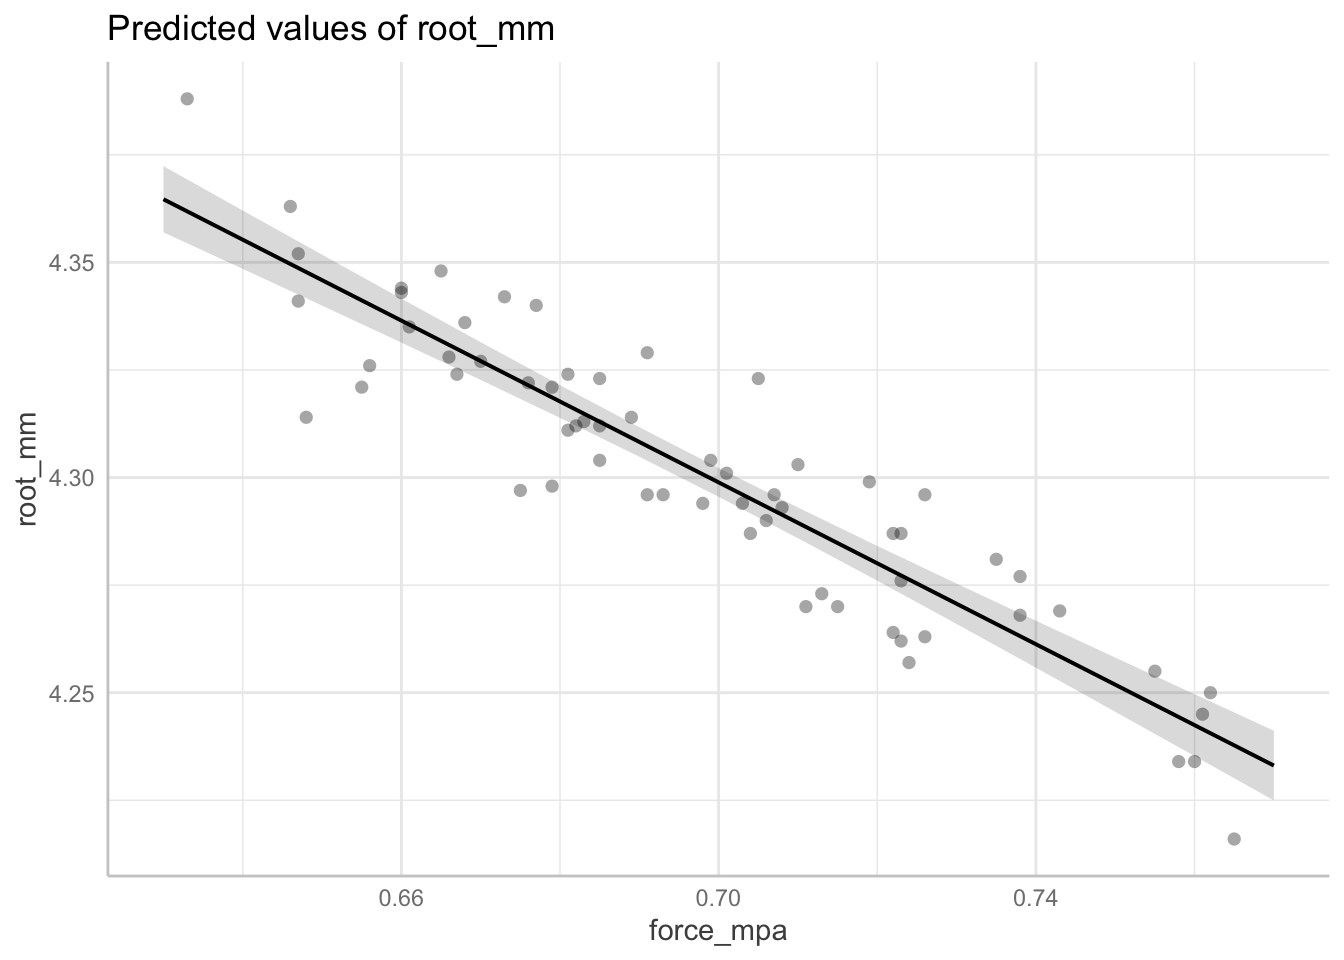 Predicted values of root_mm
root_mm
4.35
4.30
4.25
0.66
0.70
0.74
force_mpa